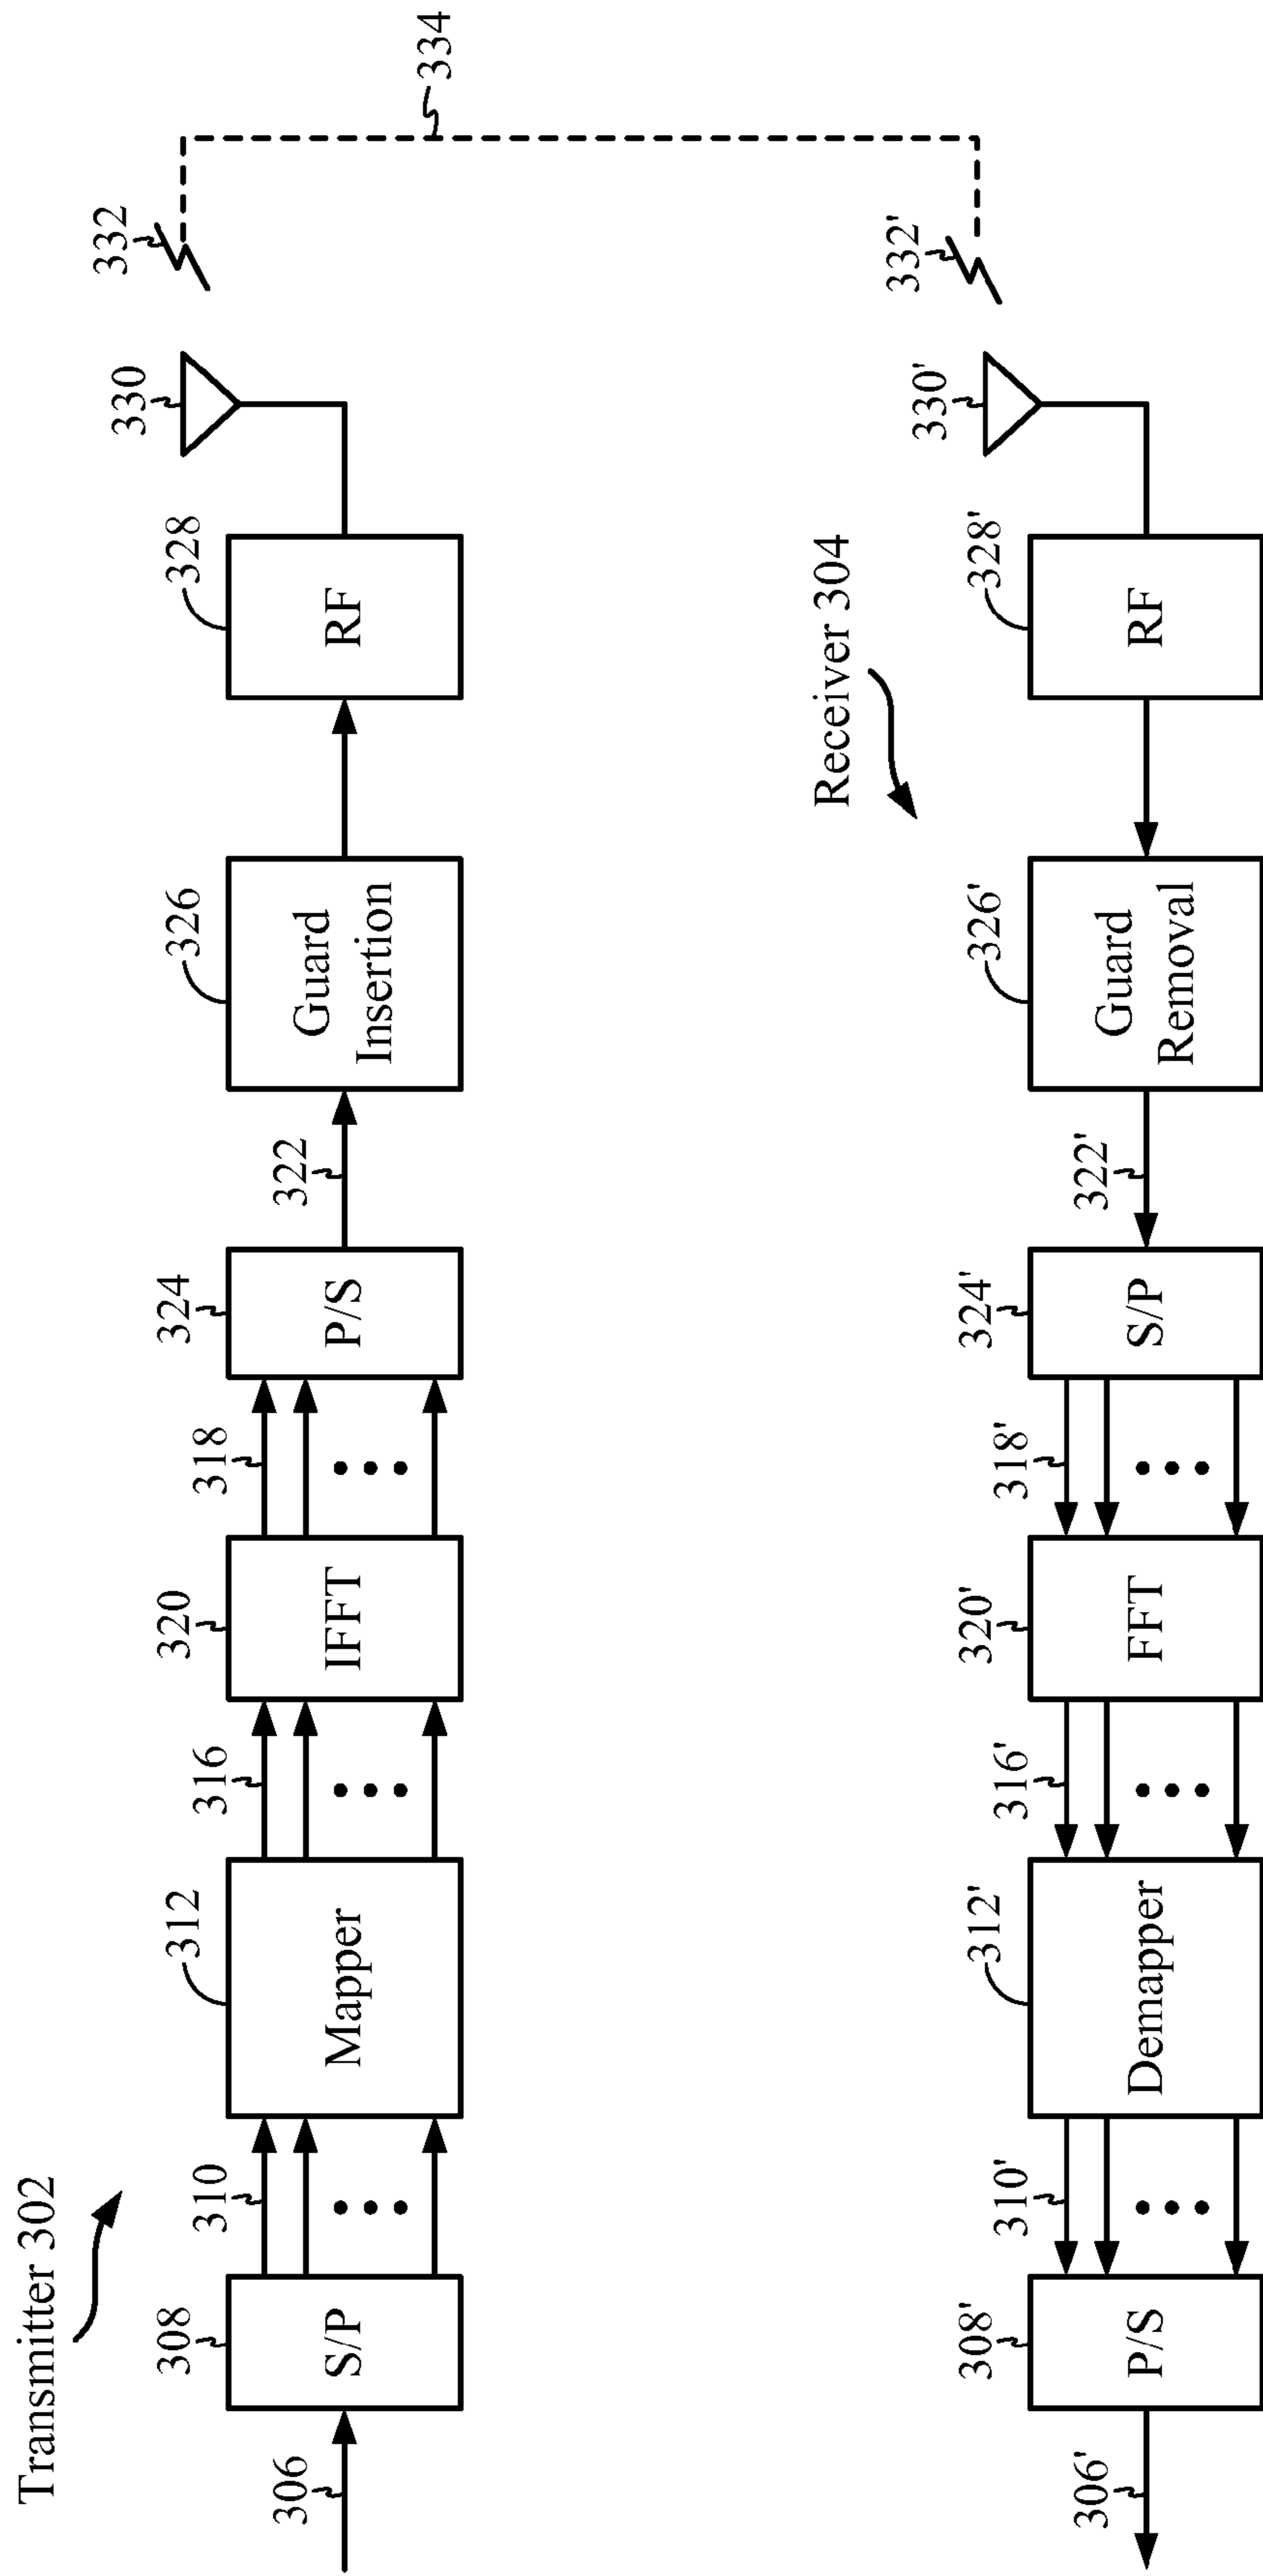 Transmitter 302
306
308
S/P
310
312
Mapper
316
320
IFFT
318
324
P/S
322
326
Guard
Insertion
328
RF
330
332
334
Receiver 304
306'
308'
P/S
310'
312'
Demapper
316'
320'
FFT
318'
324'
S/P
322'
326'
Guard
Removal
328'
RF
330'
332'